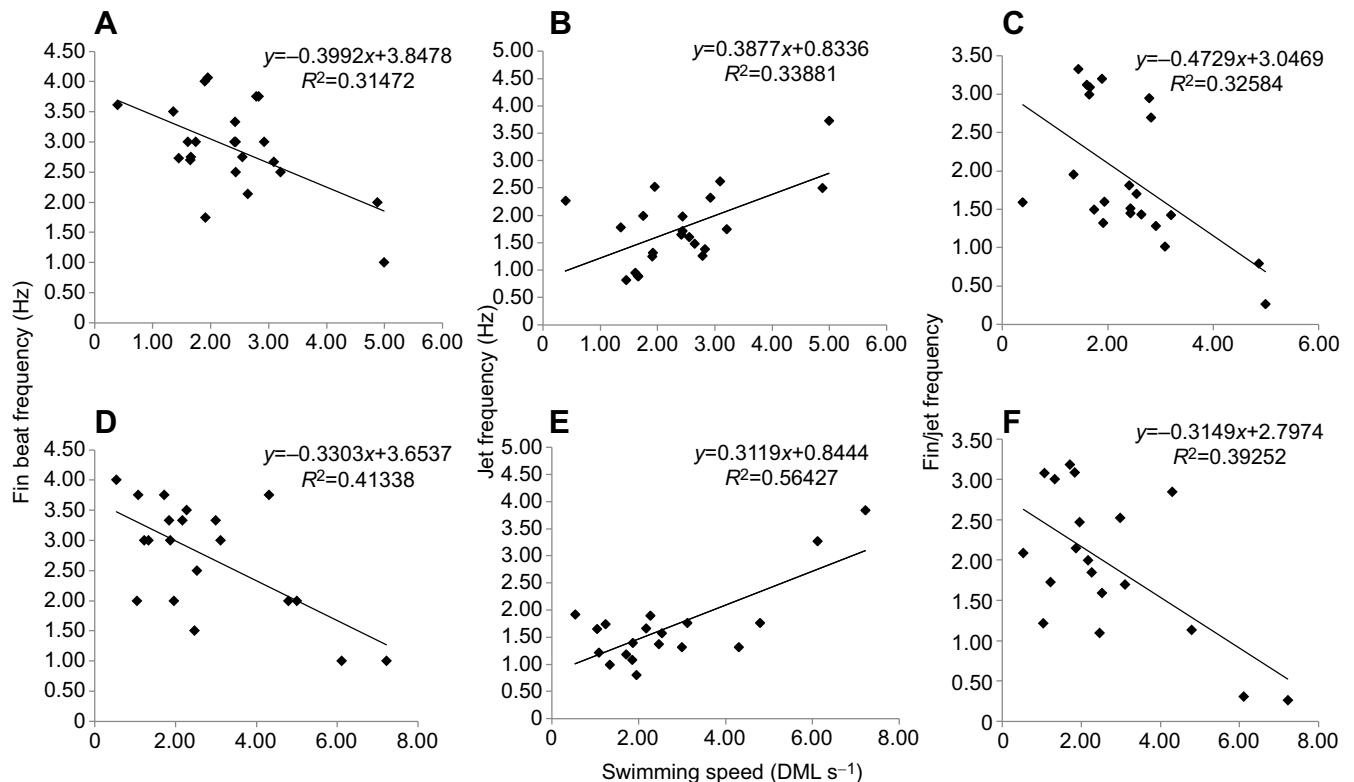 A
y=–0.3992x+3.8478
R²=0.31472
4.50
4.00
3.50
3.00
2.50
2.00
1.50
1.00
0.50
0
0 1.00 2.00 3.00 4.00 5.00 6.00
Fin beat frequency (Hz)
B
y=0.3877x+0.8336
R²=0.33881
5.00
4.50
4.00
3.50
3.00
2.50
2.00
1.50
1.00
0.50
0
0 1.00 2.00 3.00 4.00 5.00 6.00
Jet frequency (Hz)
C
y=–0.4729x+3.0469
R²=0.32584
3.50
3.00
2.50
2.00
1.50
1.00
0.50
0
0 2.00 4.00 6.00
Fin/jet frequency
D
y=–0.3303x+3.6537
R²=0.41338
4.50
4.00
3.50
3.00
2.50
2.00
1.50
1.00
0.50
0
0 2.00 4.00 6.00 8.00
E
y=0.3119x+0.8444
R²=0.56427
5.00
4.50
4.00
3.50
3.00
2.50
2.00
1.50
1.00
0.50
0
0 2.00 4.00 6.00 8.00
F
y=–0.3149x+2.7974
R²=0.39252
3.50
3.00
2.50
2.00
1.50
1.00
0.50
0
0 2.00 4.00 6.00 8.00
Swimming speed (DML s⁻¹)